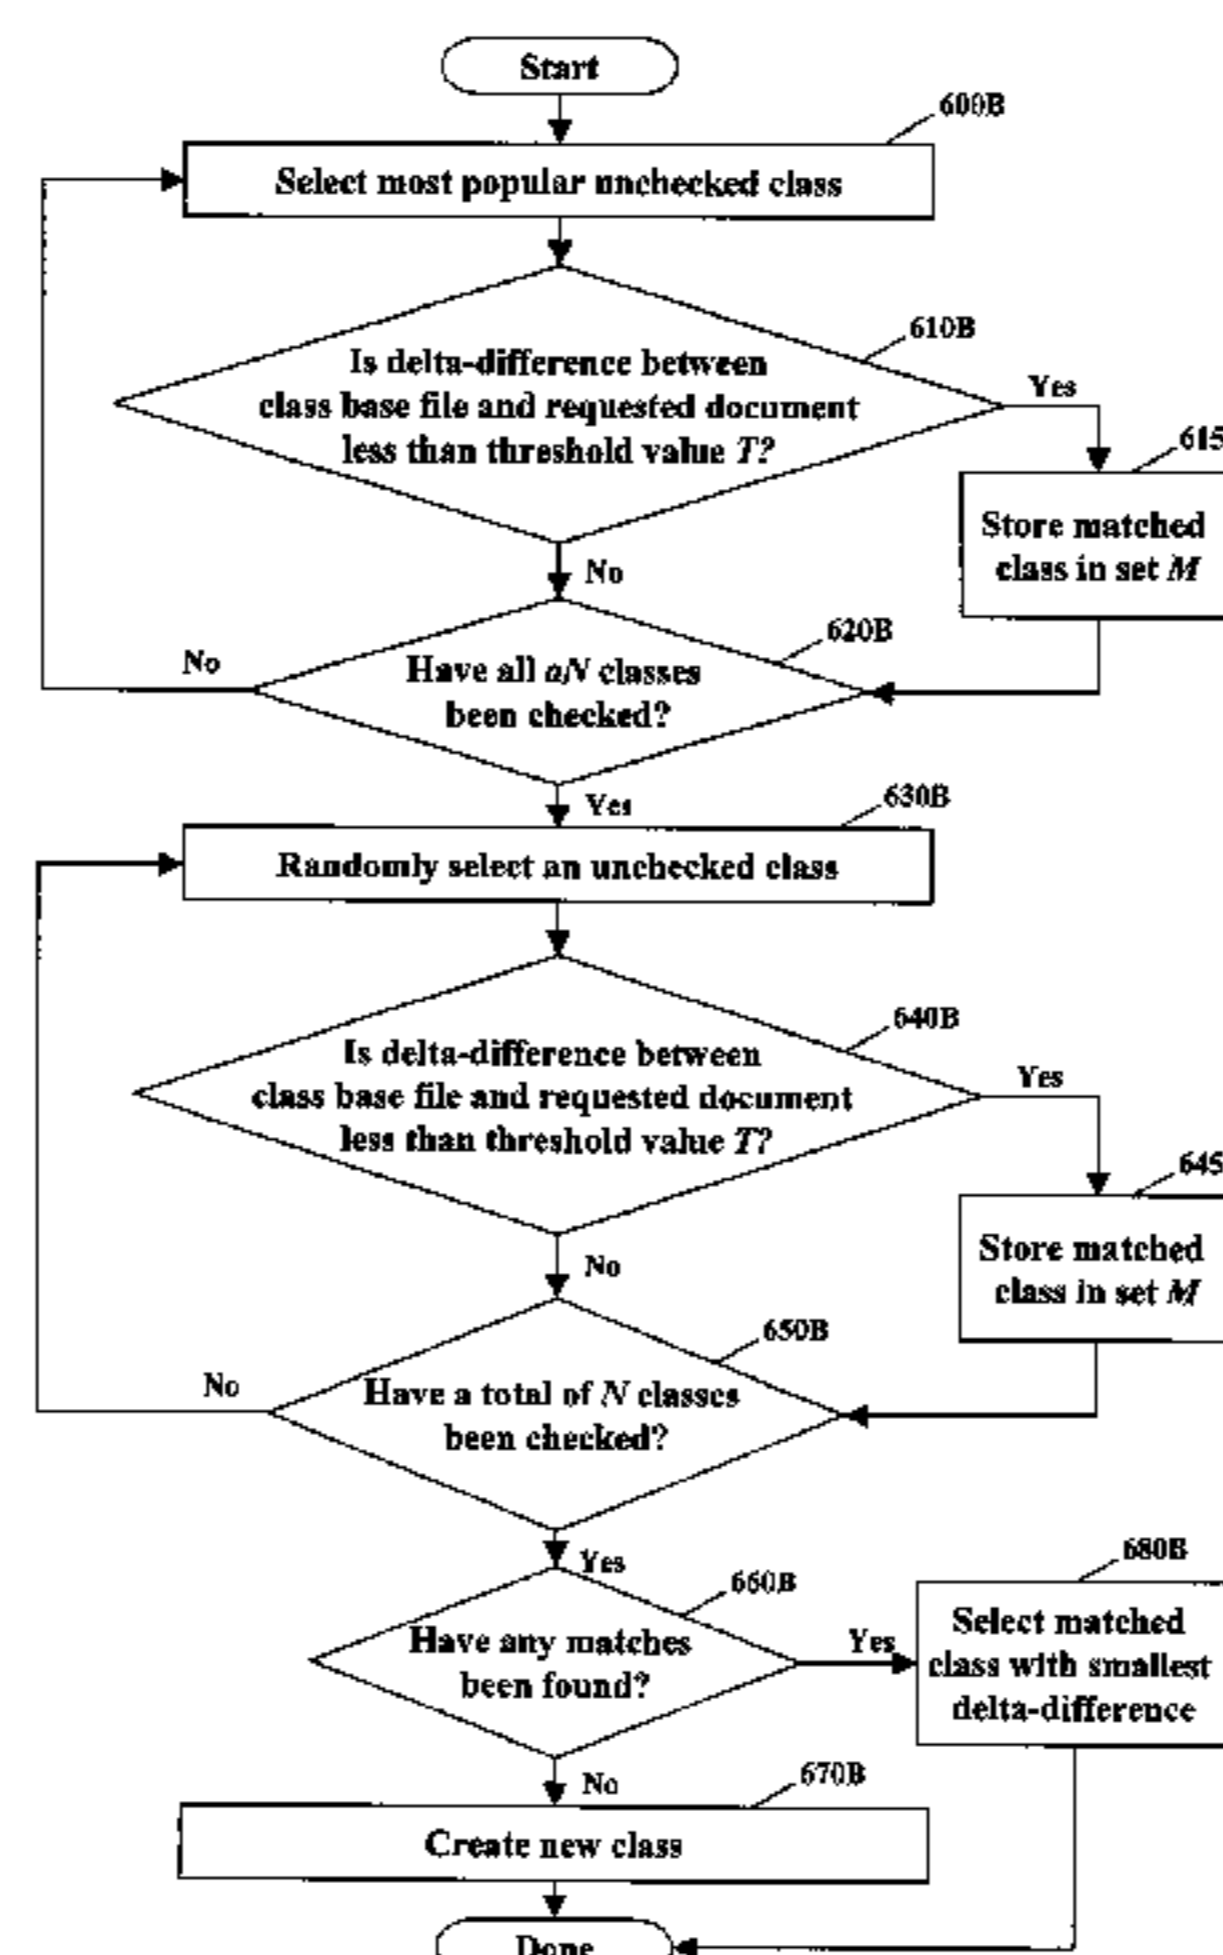 Start
600B
Select most popular unchecked class
610B
Is delta-difference between
class base file and requested document
less than threshold value T?
Yes
615
Store matched
class in set M
No
620B
Have all aN classes
been checked?
No
Yes
630B
Randomly select an unchecked class
640B
Is delta-difference between
class base file and requested document
less than threshold value T?
Yes
645
Store matched
class in set M
No
650B
Have a total of N classes
been checked?
No
Yes
660B
Have any matches
been found?
Yes
680B
Select matched
class with smallest
delta-difference
No
670B
Create new class
Done